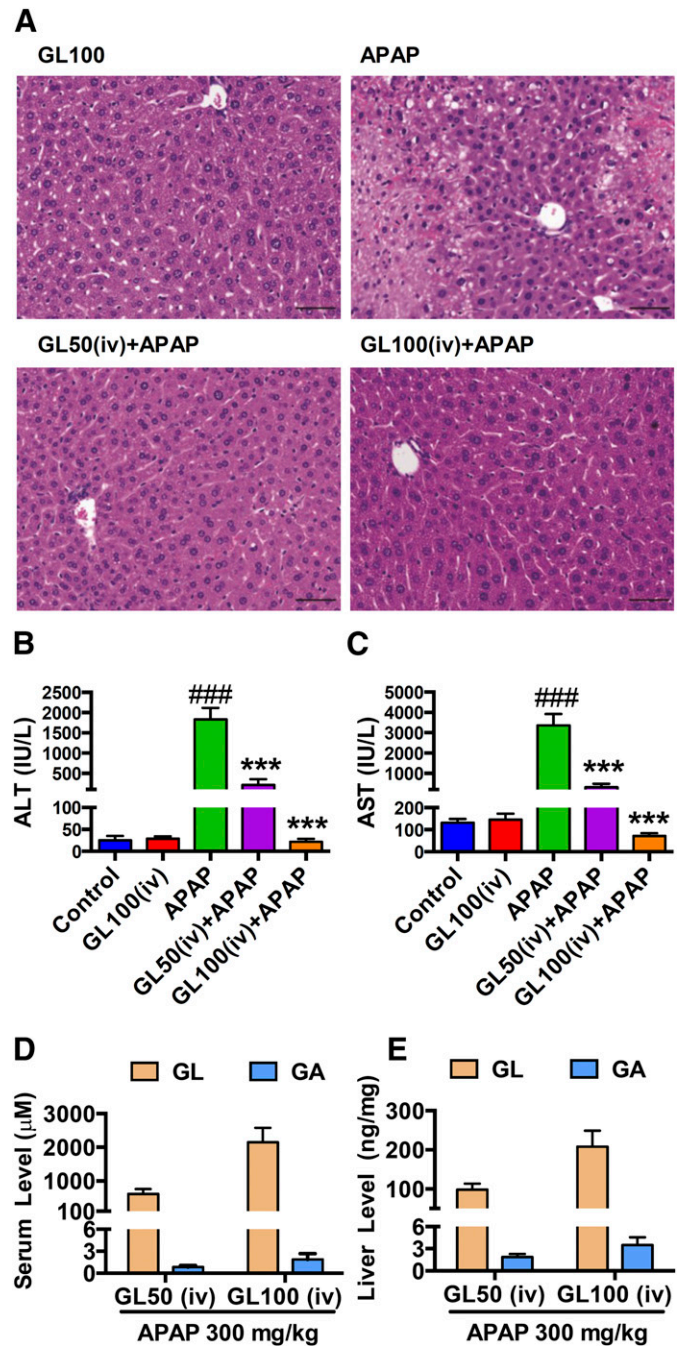 A
GL100 APAP
GL50(iv)+APAP GL100(iv)+APAP
B C
ALT (IU/L)
2500
2000
1500
1000
500
100
50
0
###
***
***
Control
GL100(iv)
APAP
GL50(iv)+APAP
GL100(iv)+APAP
AST (IU/L)
5000
4000
3000
2000
1000
200
100
0
###
***
***
Control
GL100(iv)
APAP
GL50(iv)+APAP
GL100(iv)+APAP
D E
GL GA
Serum Level (μM)
3000
2000
1000
100
6
3
0
GL50 (iv) GL100 (iv)
APAP 300 mg/kg
GL GA
Liver Level (ng/mg)
300
200
100
6
3
0
GL50 (iv) GL100 (iv)
APAP 300 mg/kg